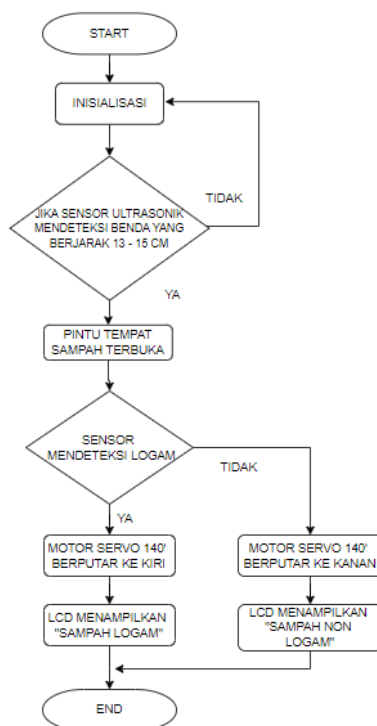 START
INISIALISASI
JIKA SENSOR ULTRASONIK
MENDETEKSI BENDA YANG
BERJARAK 13 - 15 CM
TIDAK
YA
PINTU TEMPAT
SAMPAH TERBUKA
SENSOR
MENDETEKSI LOGAM
TIDAK
YA
MOTOR SERVO 140'
BERPUTAR KE KIRI
MOTOR SERVO 140'
BERPUTAR KE KANAN
LCD MENAMPILKAN
"SAMPAH LOGAM"
LCD MENAMPILKAN
"SAMPAH NON
LOGAM"
END